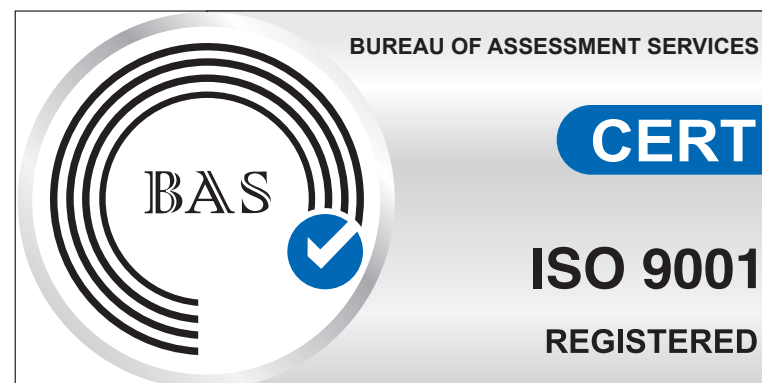 BUREAU OF ASSESSMENT SERVICES
CERT
BAS
ISO 9001
REGISTERED